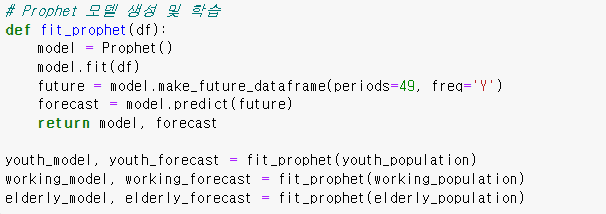 # Prophet 모델 생성 및 학습
def fit_prophet(df):
    model = Prophet()
    model.fit(df)
    future = model.make_future_dataframe(periods=49, freq='Y')
    forecast = model.predict(future)
    return model, forecast

youth_model, youth_forecast = fit_prophet(youth_population)
working_model, working_forecast = fit_prophet(working_population)
elderly_model, elderly_forecast = fit_prophet(elderly_population)